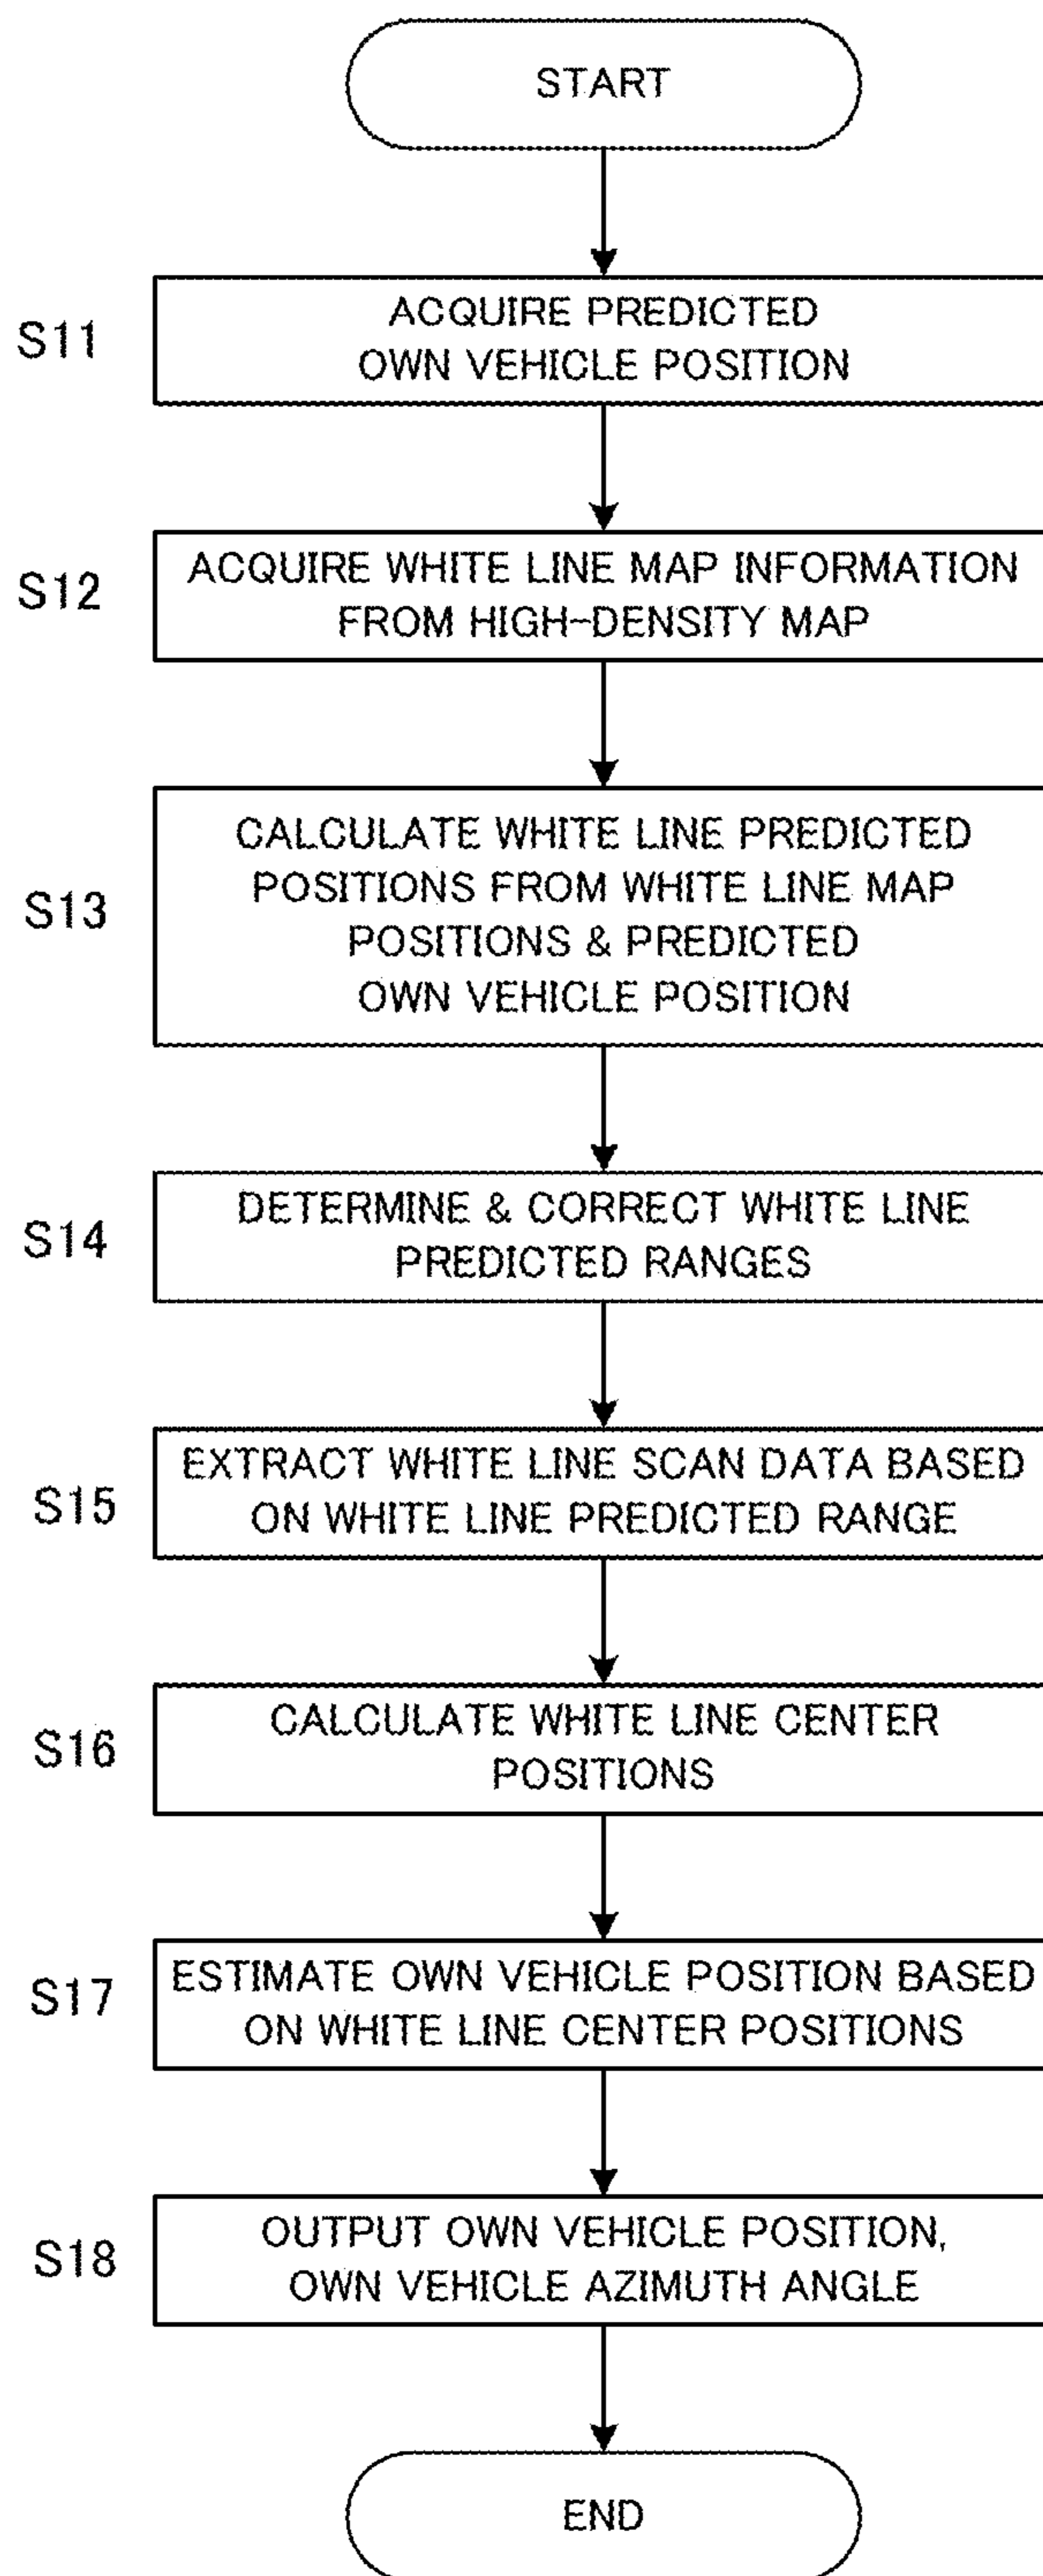 START
S11
ACQUIRE PREDICTED
OWN VEHICLE POSITION
S12
ACQUIRE WHITE LINE MAP INFORMATION
FROM HIGH-DENSITY MAP
S13
CALCULATE WHITE LINE PREDICTED
POSITIONS FROM WHITE LINE MAP
POSITIONS & PREDICTED
OWN VEHICLE POSITION
S14
DETERMINE & CORRECT WHITE LINE
PREDICTED RANGES
S15
EXTRACT WHITE LINE SCAN DATA BASED
ON WHITE LINE PREDICTED RANGE
S16
CALCULATE WHITE LINE CENTER
POSITIONS
S17
ESTIMATE OWN VEHICLE POSITION BASED
ON WHITE LINE CENTER POSITIONS
S18
OUTPUT OWN VEHICLE POSITION,
OWN VEHICLE AZIMUTH ANGLE
END